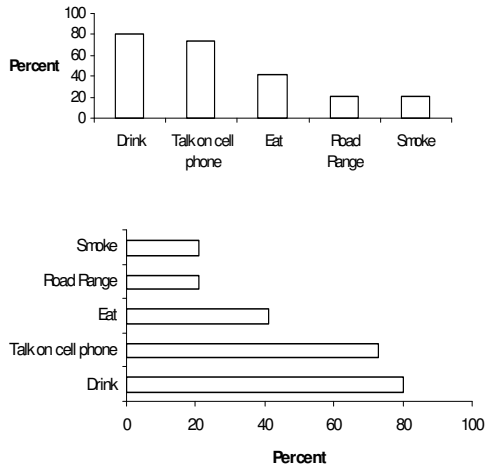 100
80
60
Percent
40
20
0
Drink
Talk on cell
phone
Eat
Road
Range
Smoke
Smoke
Road Range
Eat
Talk on cell phone
Drink
0 20 40 60 80 100
Percent